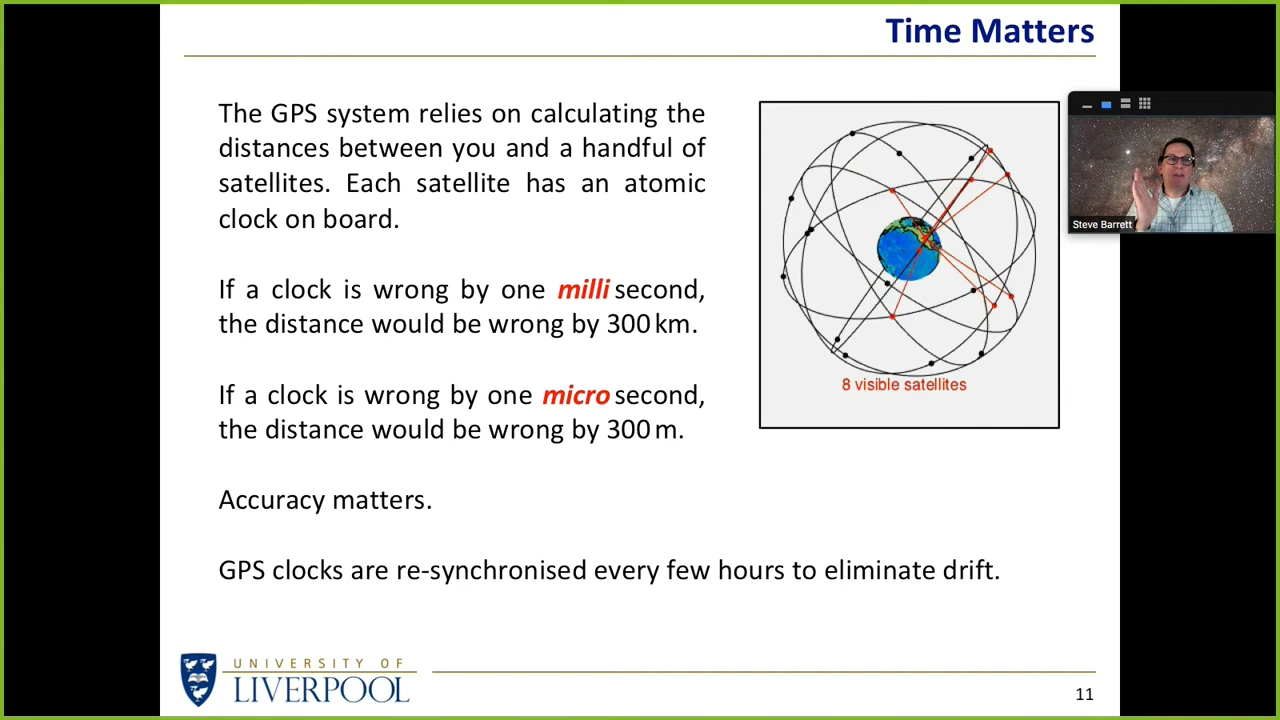 Time Matters
The GPS system relies on calculating the
distances between you and a handful of
satellites. Each satellite has an atomic
clock on board.
If a clock is wrong by one milli second,
the distance would be wrong by 300 km.
If a clock is wrong by one micro second,
the distance would be wrong by 300 m.
Accuracy matters.
GPS clocks are re-synchronised every few hours to eliminate drift.
8 visible satellites
Steve Barrett
UNIVERSITY OF
LIVERPOOL
11